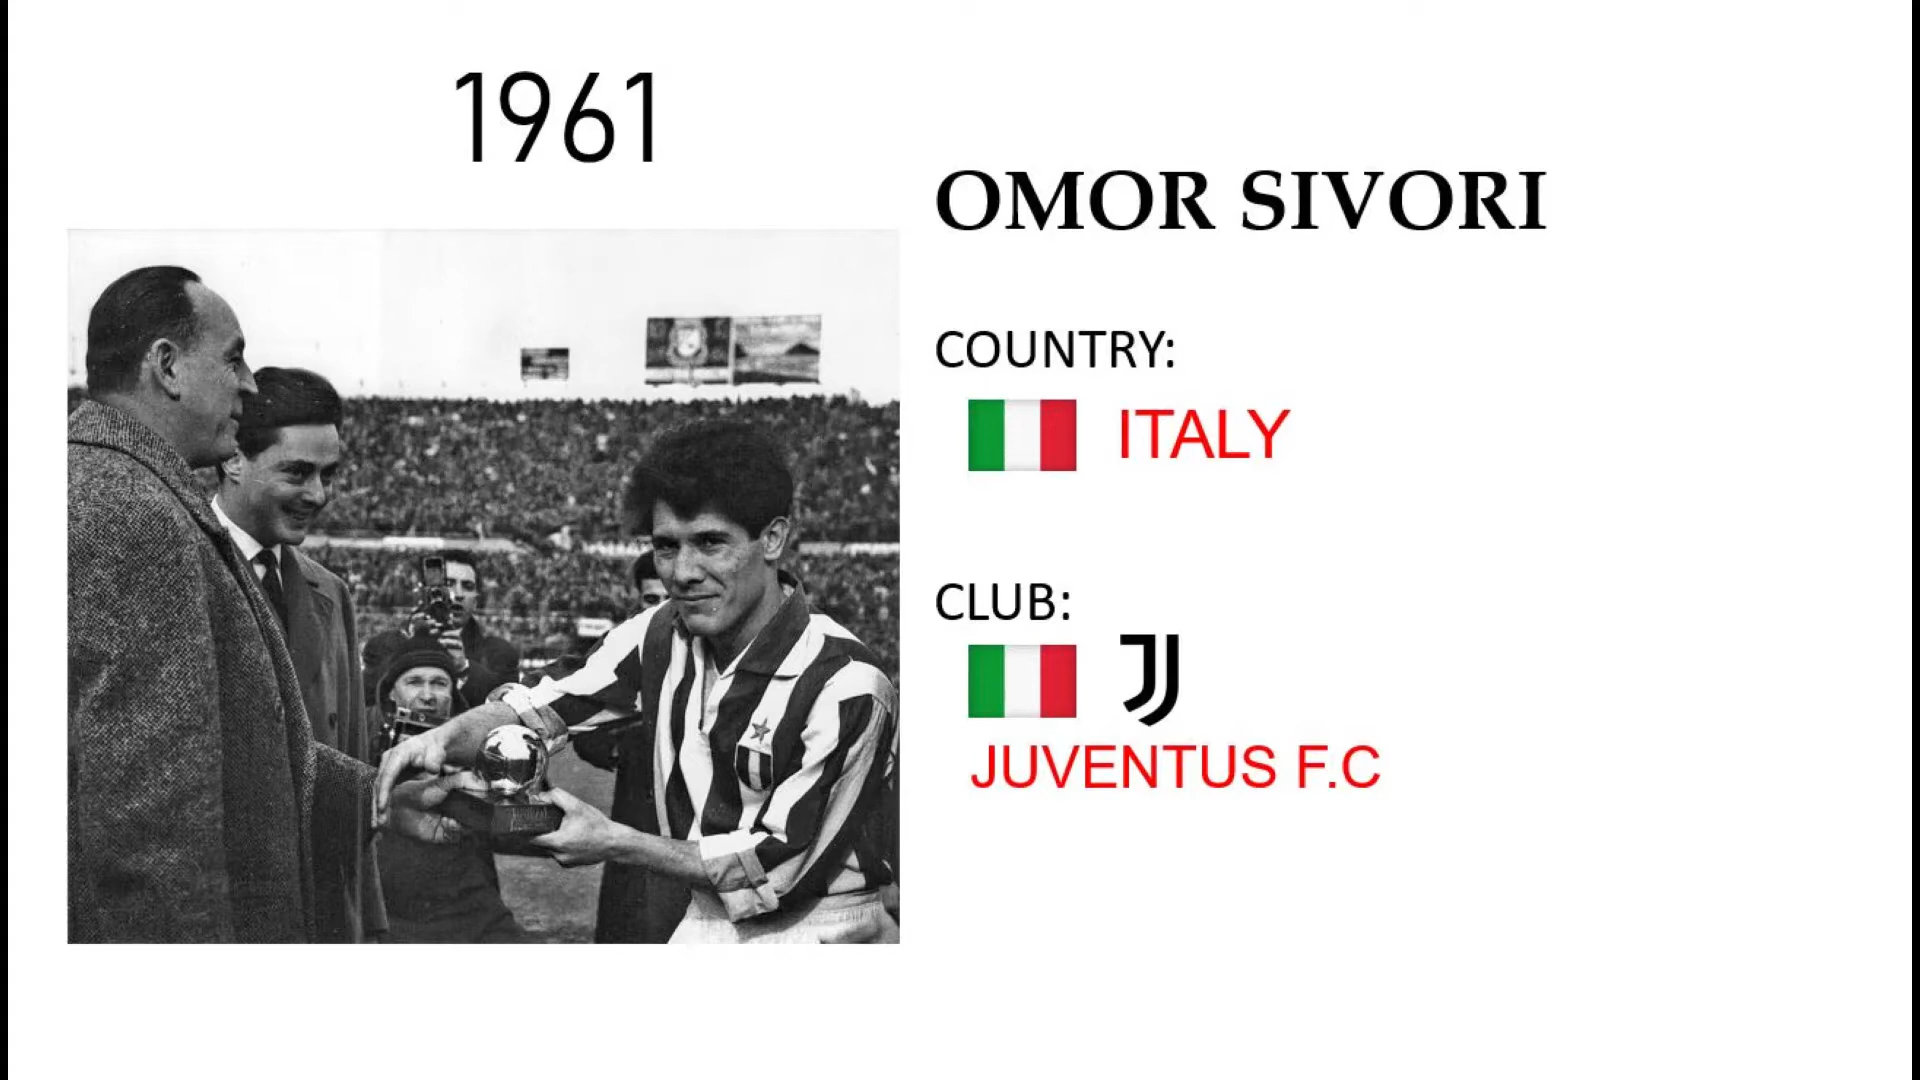 1961
OMOR SIVORI
COUNTRY:
ITALY
CLUB:
JUVENTUS F.C